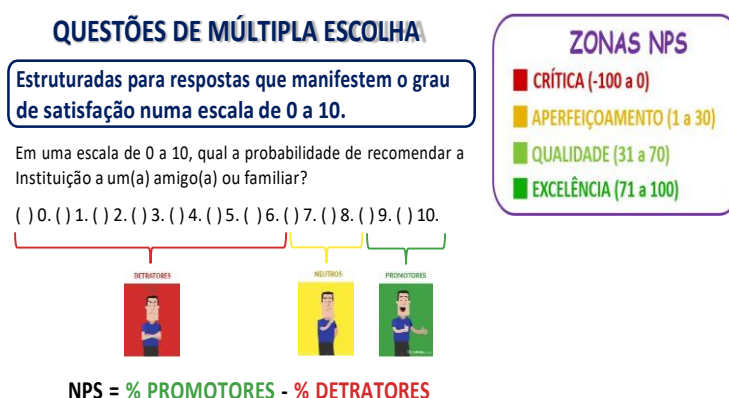 QUESTÕES DE MÚLTIPLA ESCOLHA
Estruturadas para respostas que manifestem o grau
de satisfação numa escala de 0 a 10.
Em uma escala de 0 a 10, qual a probabilidade de recomendar a
Instituição a um(a) amigo(a) ou familiar?
( ) 0. ( ) 1. ( ) 2. ( ) 3. ( ) 4. ( ) 5. ( ) 6. ( ) 7. ( ) 8. ( ) 9. ( ) 10.
DETRATORES
NEUTROS
PROMOTORES
NPS = % PROMOTORES - % DETRATORES
ZONAS NPS
CRÍTICA (-100 a 0)
APERFEIÇOAMENTO (1 a 30)
QUALIDADE (31 a 70)
EXCELÊNCIA (71 a 100)